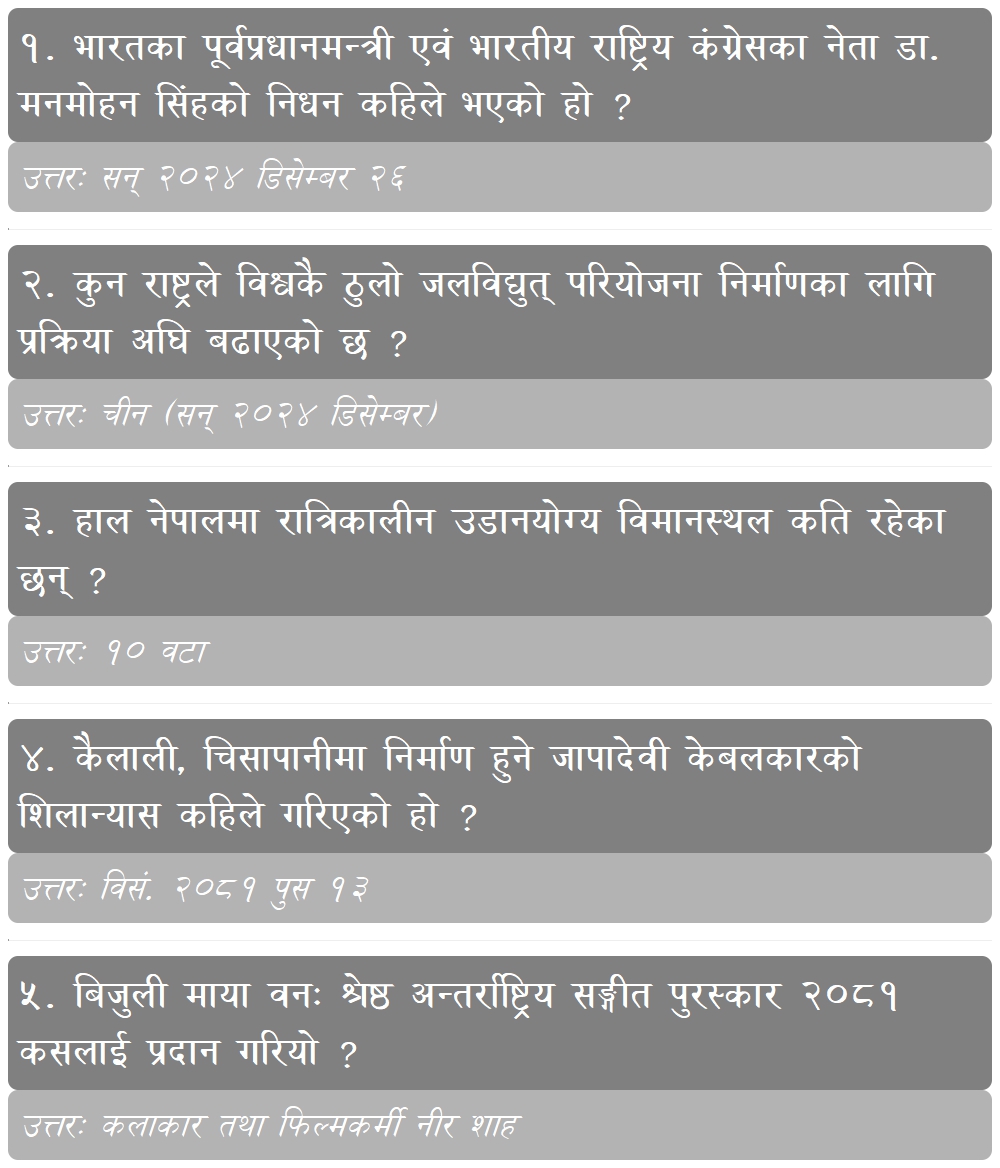 १. भारतका पूर्वप्रधानमन्त्री एवं भारतीय राष्ट्रिय कंग्रेसका नेता डा.
मनमोहन सिंहको निधन कहिले भएको हो ?
उत्तरः सन् २०२४ डिसेम्बर २६
२. कुन राष्ट्रले विश्वकै ठुलो जलविद्युत् परियोजना निर्माणका लागि
प्रक्रिया अघि बढाएको छ ?
उत्तरः चीन (सन् २०२४ डिसेम्बर)
३. हाल नेपालमा रात्रिकालीन उडानयोग्य विमानस्थल कति रहेका
छन् ?
उत्तरः १० वटा
४. कैलाली, चिसापानीमा निर्माण हुने जापादेवी केबलकारको
शिलान्यास कहिले गरिएको हो ?
उत्तरः विसं. २०८१ पुस १३
५. बिजुली माया वनः श्रेष्ठ अन्तर्राष्ट्रिय सङ्गीत पुरस्कार २०८१
कसलाई प्रदान गरियो ?
उत्तरः कलाकार तथा फिल्मकर्मी नीर शाह